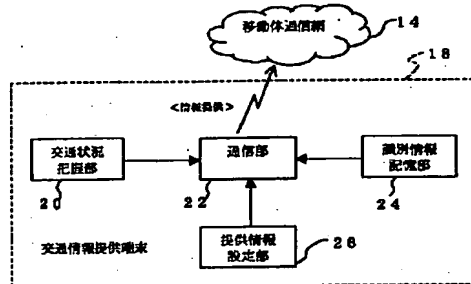 移動体通信網
14
18
<情報提供>
交通状況
把握部
20
通信部
22
識別情報
記憶部
24
交通情報提供端末
提供情報
設定部
26